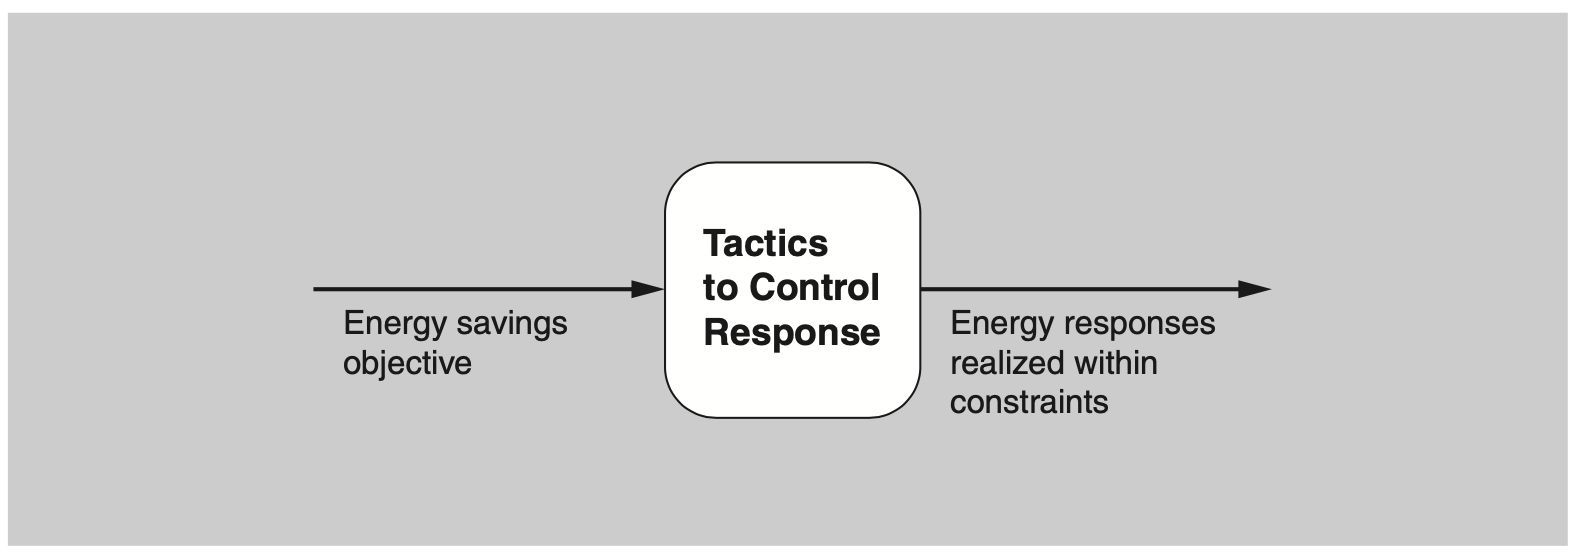 Energy savings
objective
Tactics
to Control
Response
Energy responses
realized within
constraints